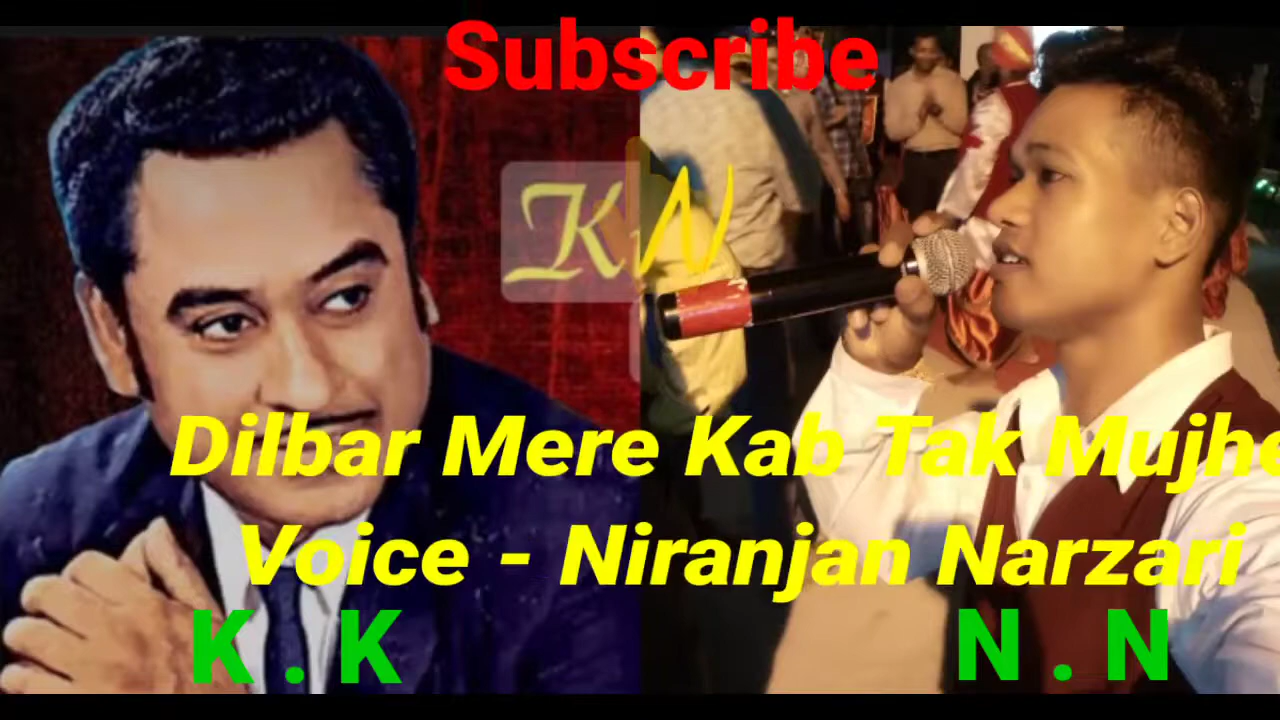 Subscribe
KN
Dilbar Mere Kab Tak Mujhe
Voice - Niranjan Narzari
K . K
N . N